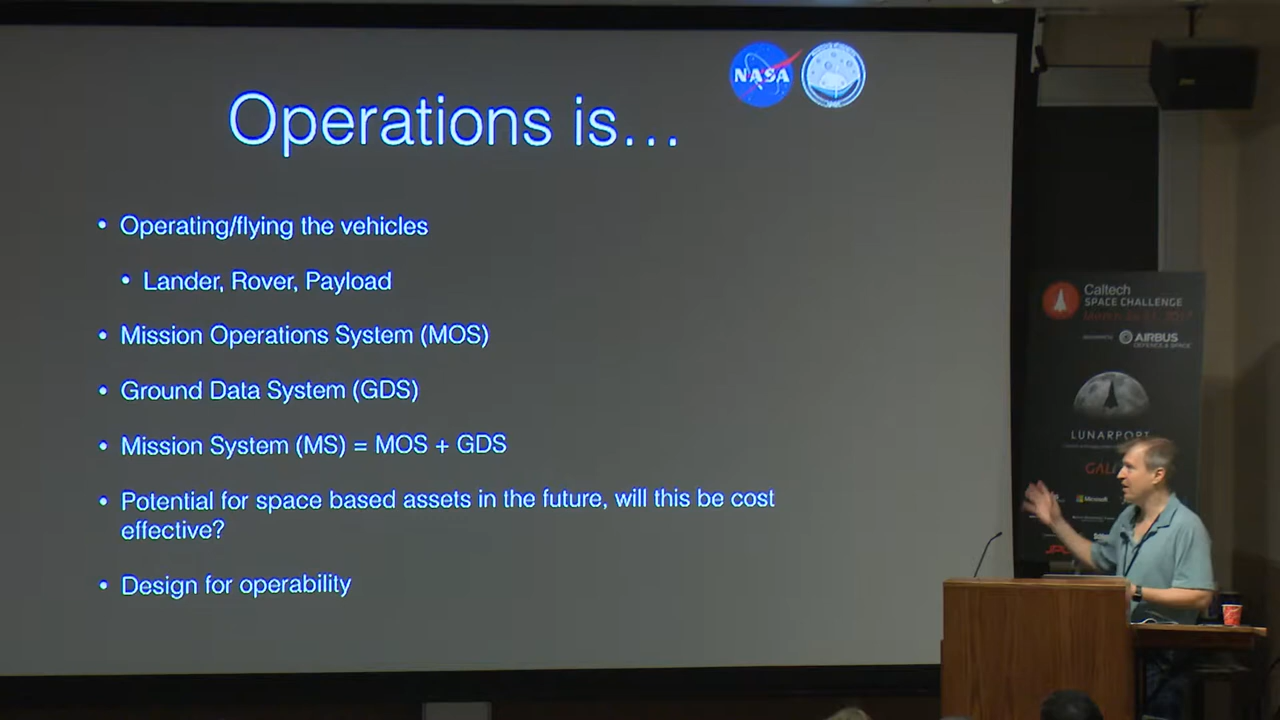 Operations is…
NASA
• Operating/flying the vehicles
• Lander, Rover, Payload
• Mission Operations System (MOS)
• Ground Data System (GDS)
• Mission System (MS) = MOS + GDS
• Potential for space based assets in the future, will this be cost
effective?
• Design for operability
Caltech
SPACE CHALLENGE
AIRBUS
DEFENCE & SPACE
LUNARPORT
Microsoft